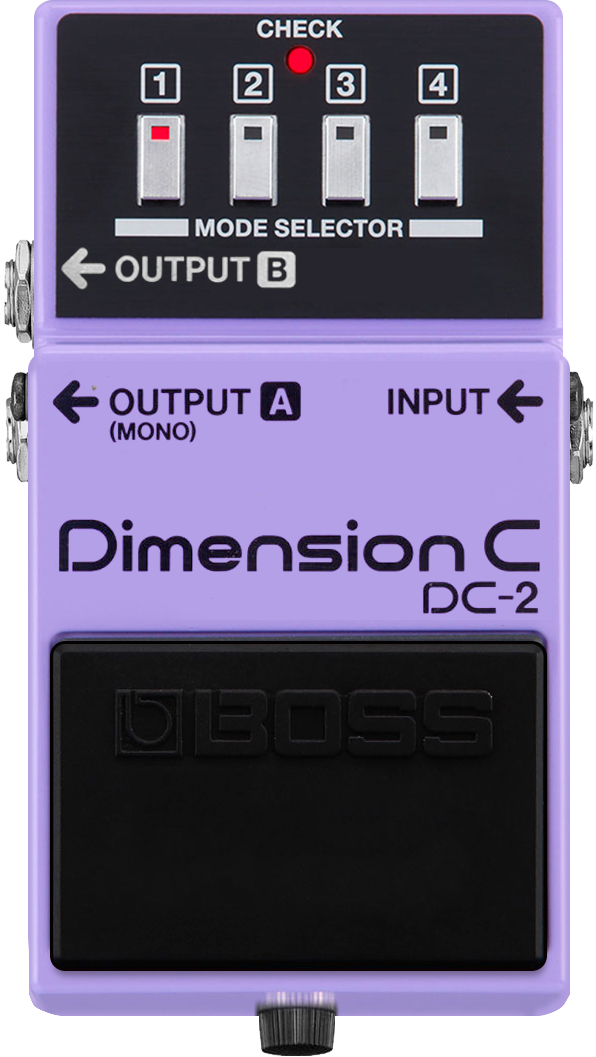 CHECK
1 2 3 4
MODE SELECTOR
OUTPUT B
OUTPUT A INPUT
(MONO)
Dimension C
DC-2
BOSS